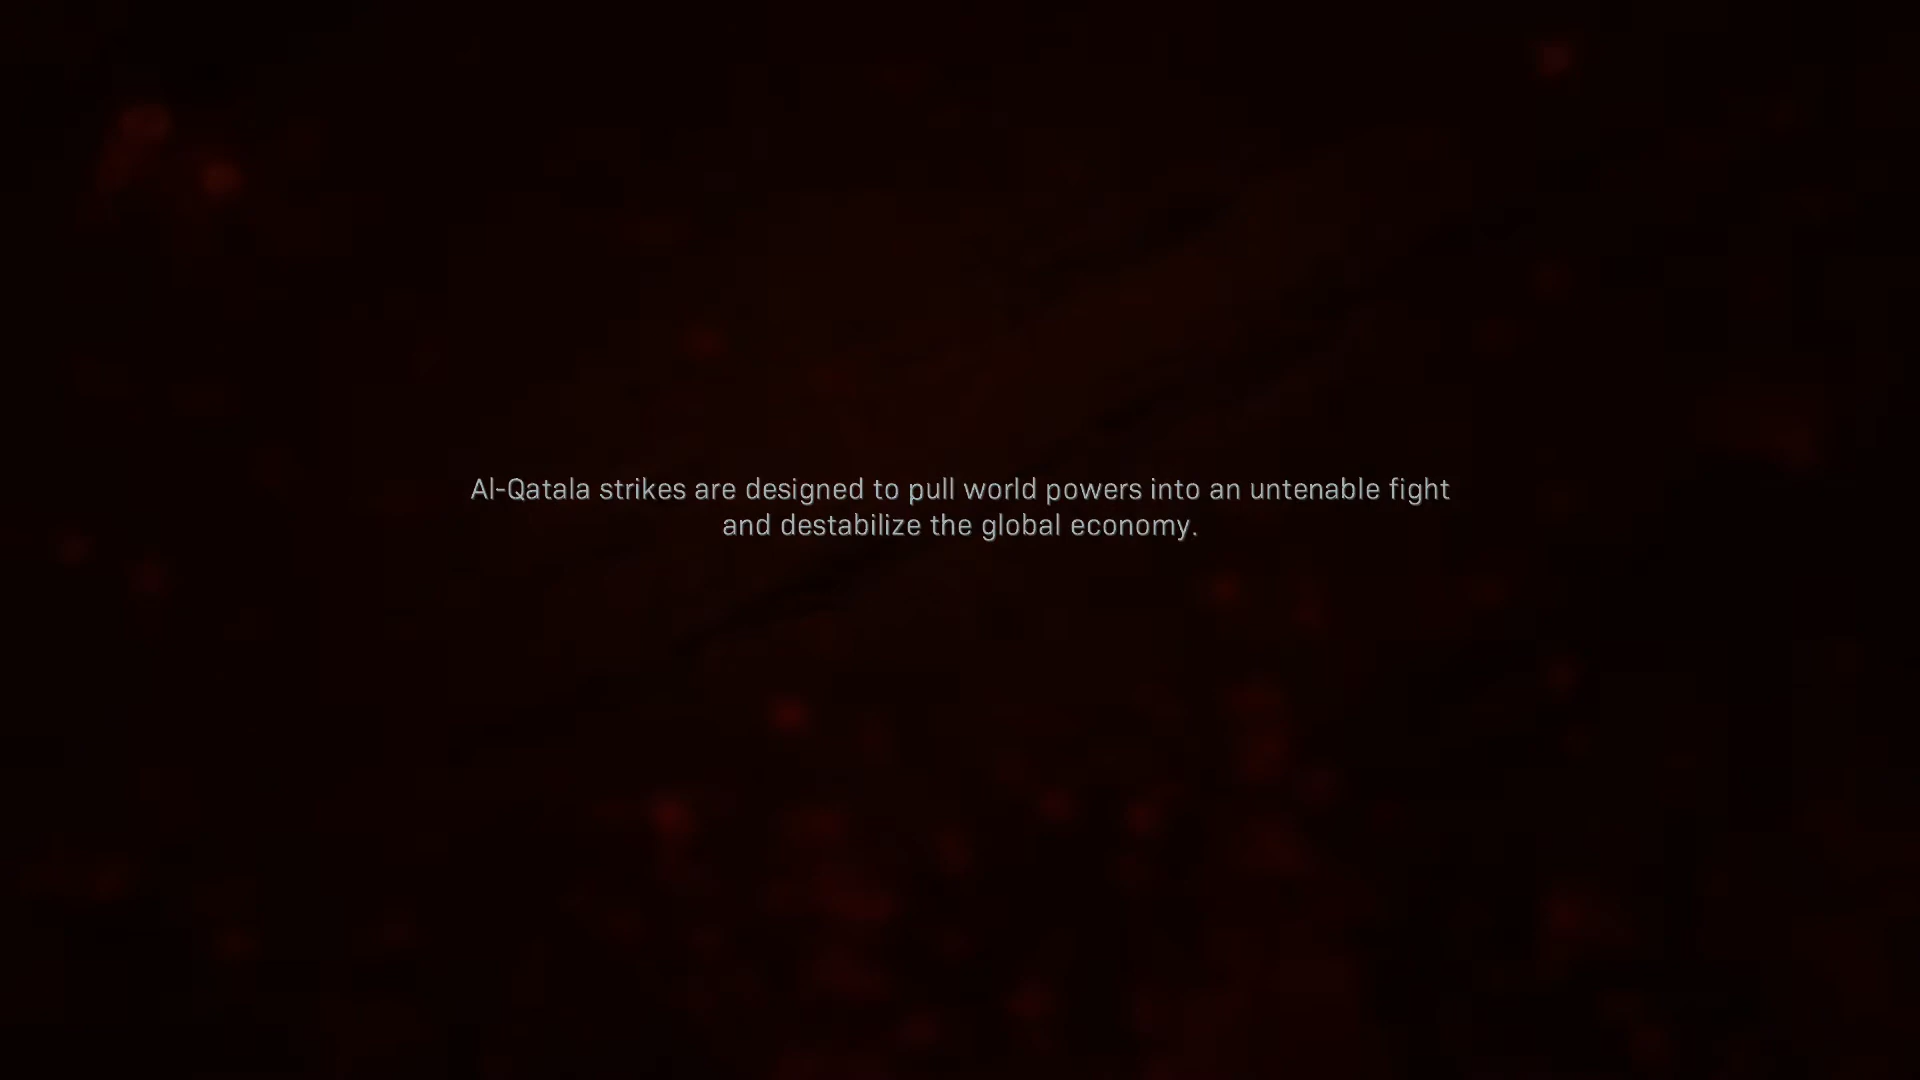 Al-Qatala strikes are designed to pull world powers into an untenable fight
and destabilize the global economy.